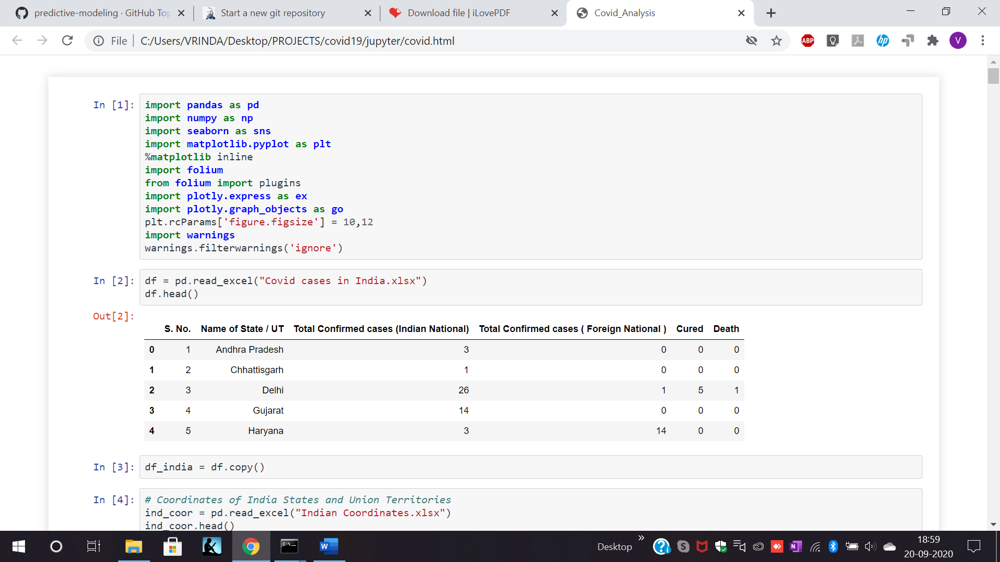 predictive-modeling · GitHub Top
Start a new git repository
Download file | iLovePDF
Covid_Analysis
File
C:/Users/VRINDA/Desktop/PROJECTS/covid19/jupyter/covid.html
ABP
hp
V
In [1]:
import pandas as pd
import numpy as np
import seaborn as sns
import matplotlib.pyplot as plt
%matplotlib inline
import folium
from folium import plugins
import plotly.express as ex
import plotly.graph_objects as go
plt.rcParams['figure.figsize'] = 10,12
import warnings
warnings.filterwarnings('ignore')
In [2]:
df = pd.read_excel("Covid cases in India.xlsx")
df.head()
Out[2]:
S. No. Name of State / UT Total Confirmed cases (Indian National) Total Confirmed cases ( Foreign National ) Cured Death
0 1 Andhra Pradesh 3 0 0 0
1 2 Chhattisgarh 1 0 0 0
2 3 Delhi 26 1 5 1
3 4 Gujarat 14 0 0 0
4 5 Haryana 3 14 0 0
In [3]:
df_india = df.copy()
In [4]:
# Coordinates of India States and Union Territories
ind_coor = pd.read_excel("Indian Coordinates.xlsx")
ind_coor.head()
Desktop
18:59
20-09-2020